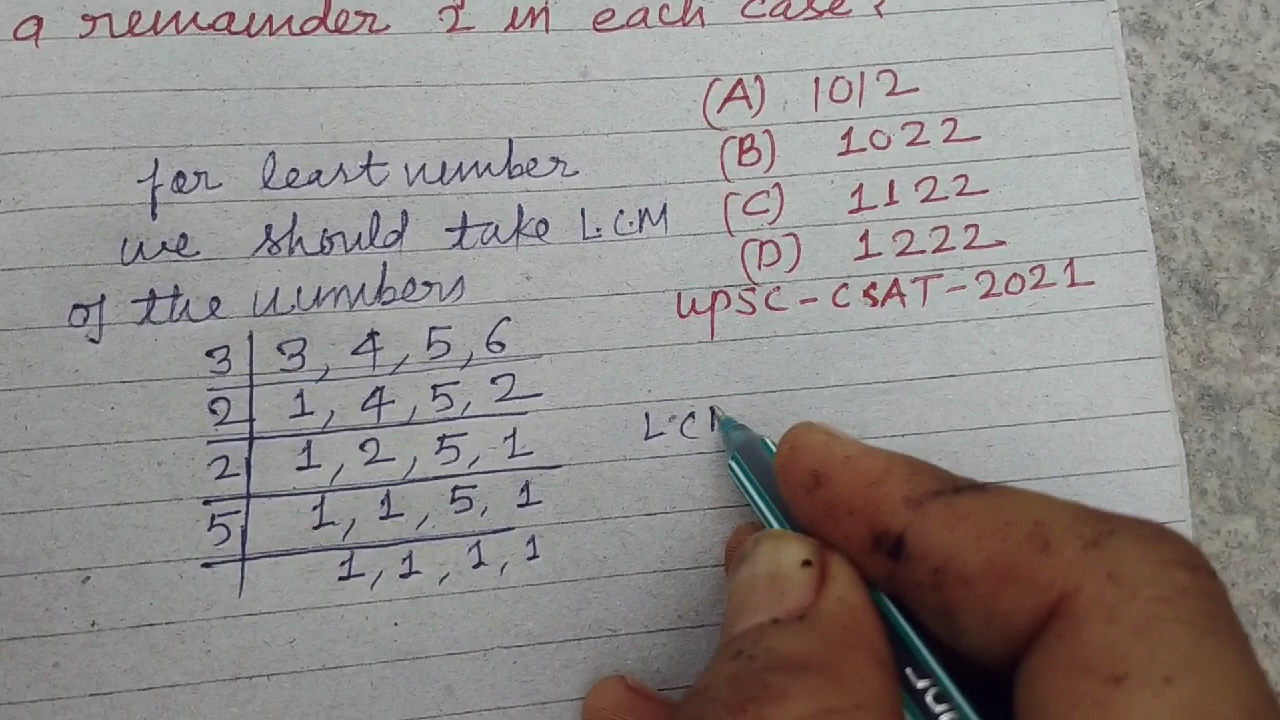 a remainder 2 in each case?
(A) 1012
for least number (B) 1022
we should take L.C.M (C) 1122
of the numbers (D) 1222
UPSC-CSAT-2021
3 | 3, 4, 5, 6
2 | 1, 4, 5, 2
2 | 1, 2, 5, 1 L.CM
5 | 1, 1, 5, 1
1, 1, 1, 1